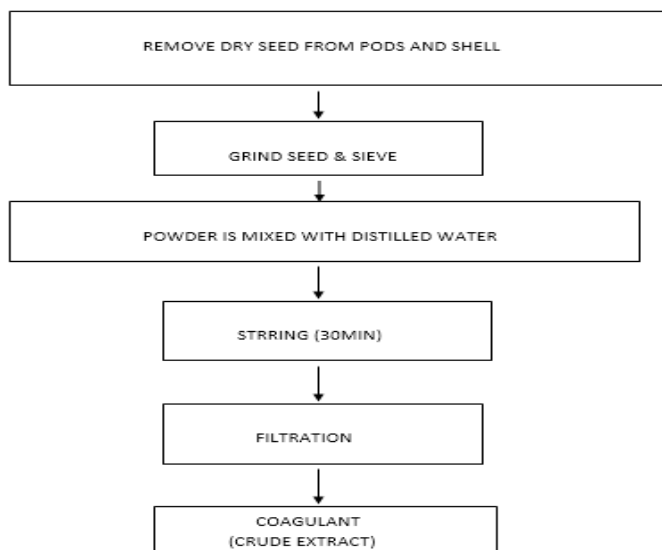 REMOVE DRY SEED FROM PODS AND SHELL
GRIND SEED & SIEVE
POWDER IS MIXED WITH DISTILLED WATER
STRRING (30MIN)
FILTRATION
COAGULANT
(CRUDE EXTRACT)